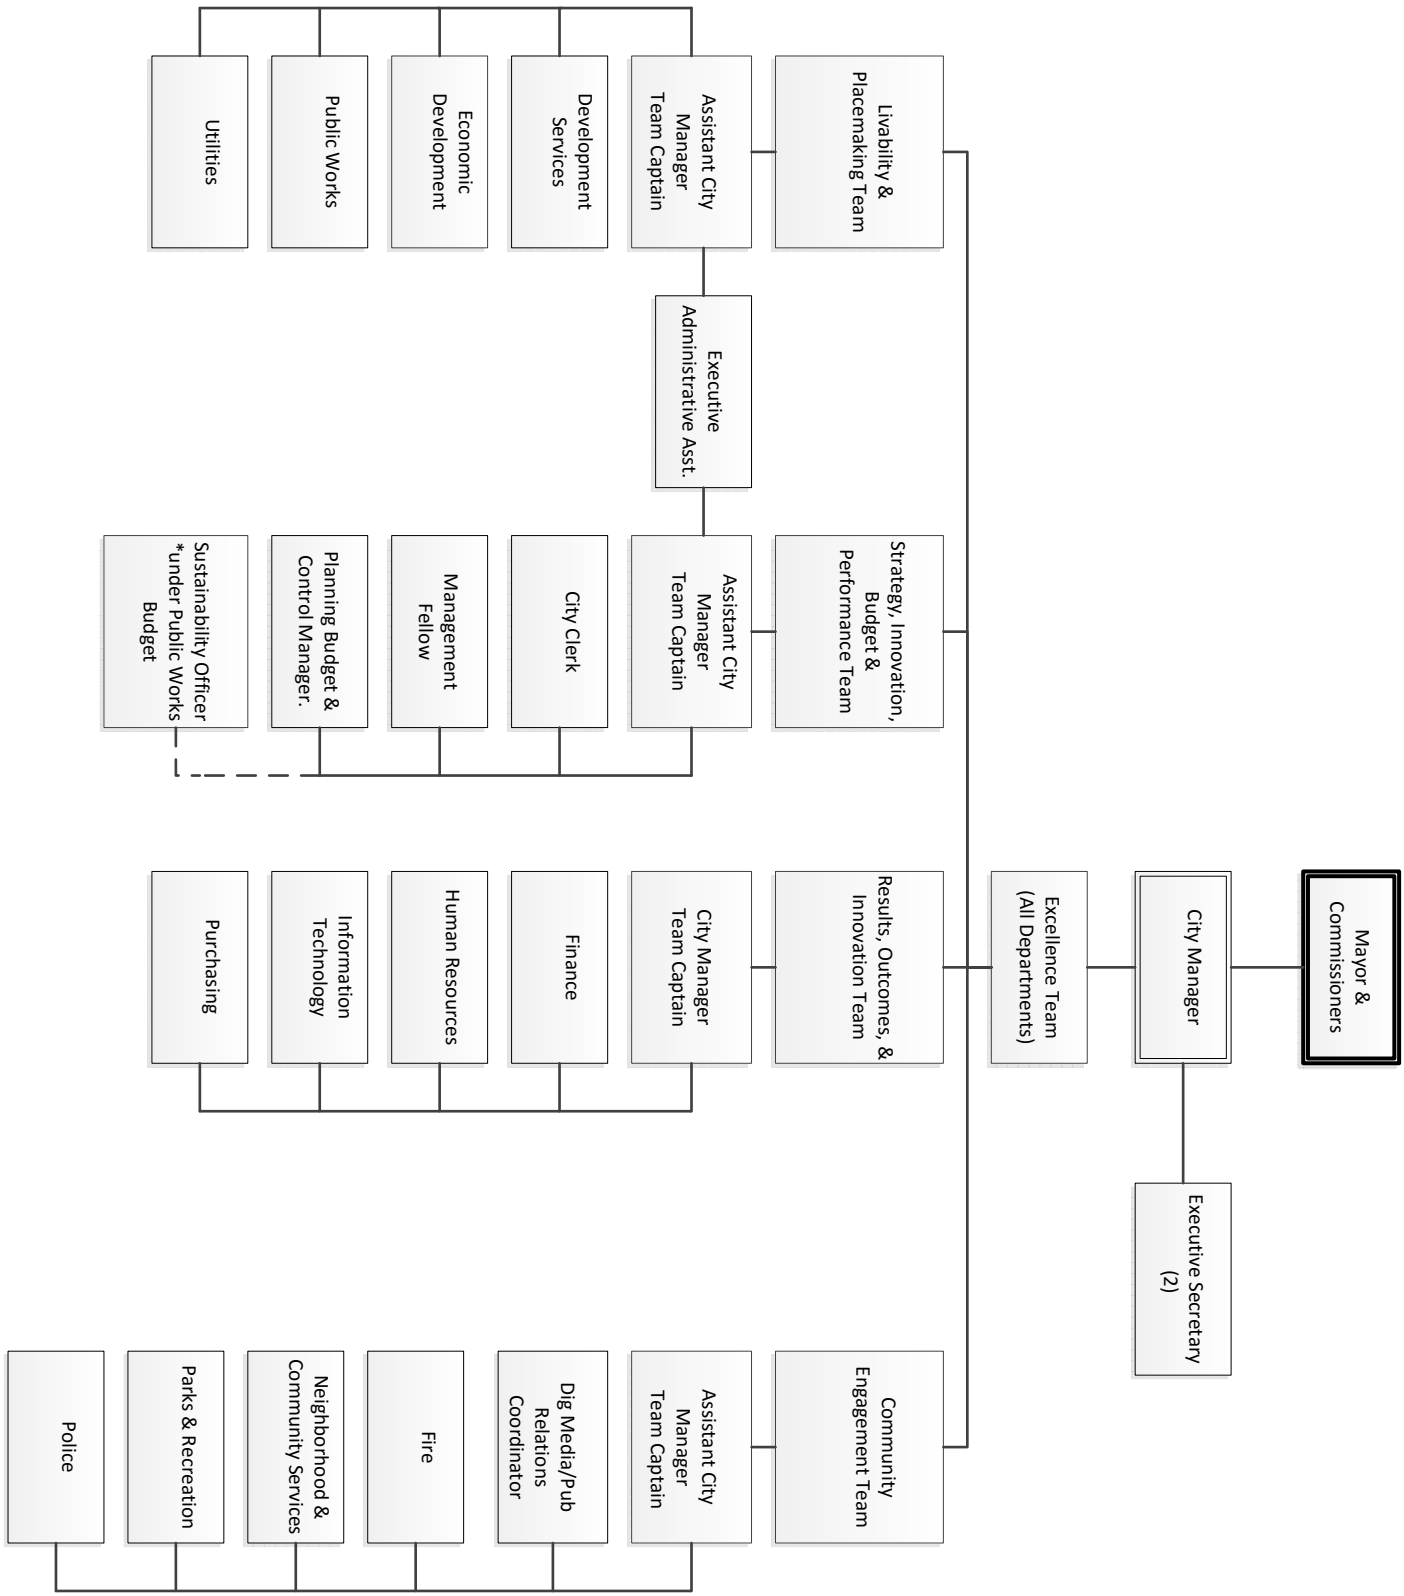 Mayor &
Commissioners
City Manager
Executive Secretary
(2)
Excellence Team
(All Departments)
Livability &
Placemaking Team
Strategy, Innovation,
Budget &
Performance Team
Results, Outcomes, &
Innovation Team
Community
Engagement Team
Assistant City
Manager
Team Captain
Executive
Administrative Asst.
Assistant City
Manager
Team Captain
City Manager
Team Captain
Assistant City
Manager
Team Captain
Development
Services
Economic
Development
Public Works
Utilities
City Clerk
Management
Fellow
Planning Budget &
Control Manager.
Sustainability Officer
*under Public Works
Budget
Finance
Human Resources
Information
Technology
Purchasing
Dig Media/Pub
Relations
Coordinator
Fire
Neighborhood &
Community Services
Parks & Recreation
Police